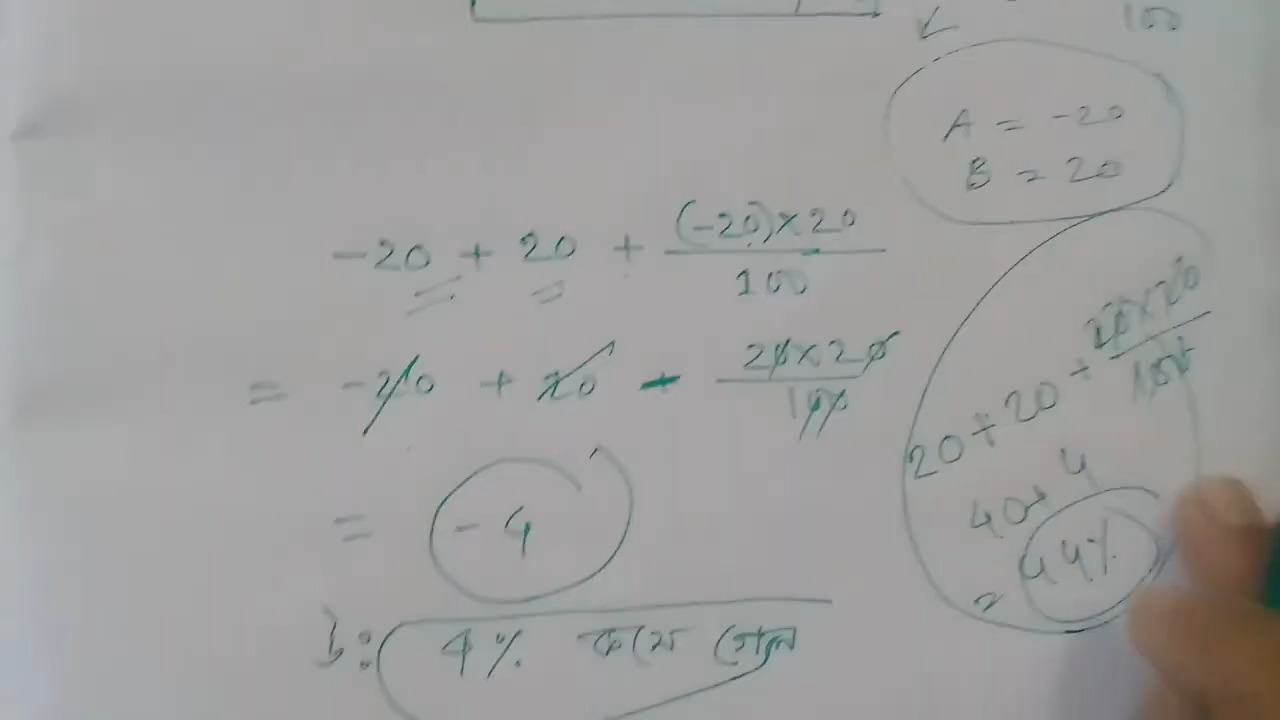 100
A = -20
B = 20
-20 + 20 + (-20)×20 / 100
= -20 + 20 - 20×20 / 100
= -4
4% কমে গেল
20 + 20 + 20×20 / 100
40+ 4
= 44%